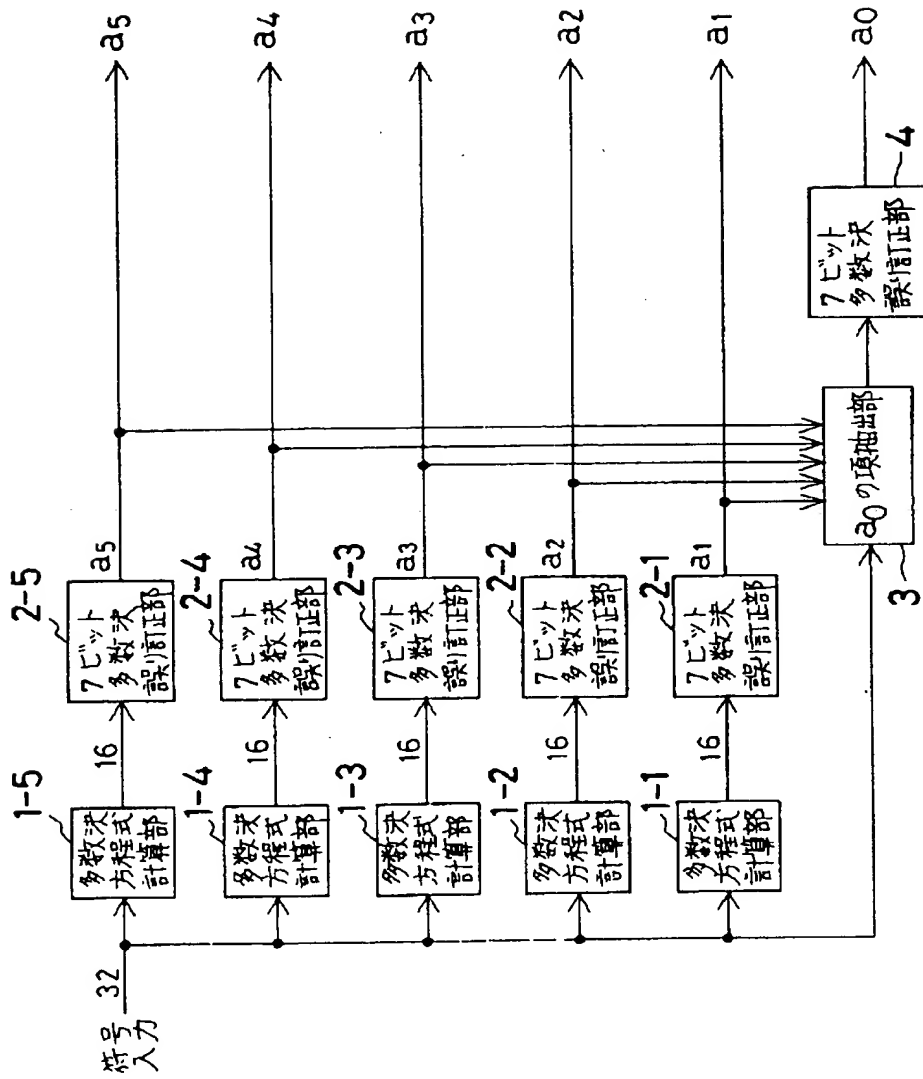 符号
入力
32
1-5
多数決
方程式
計算部
16
2-5
7ビット
多数決
誤り訂正部
a5
a5
1-4
多数決
方程式
計算部
16
2-4
7ビット
多数決
誤り訂正部
a4
a4
1-3
多数決
方程式
計算部
16
2-3
7ビット
多数決
誤り訂正部
a3
a3
1-2
多数決
方程式
計算部
16
2-2
7ビット
多数決
誤り訂正部
a2
a2
1-1
多数決
方程式
計算部
16
2-1
7ビット
多数決
誤り訂正部
a1
a1
3
a0の項抽出部
7ビット
多数決
誤り訂正部
4
a0